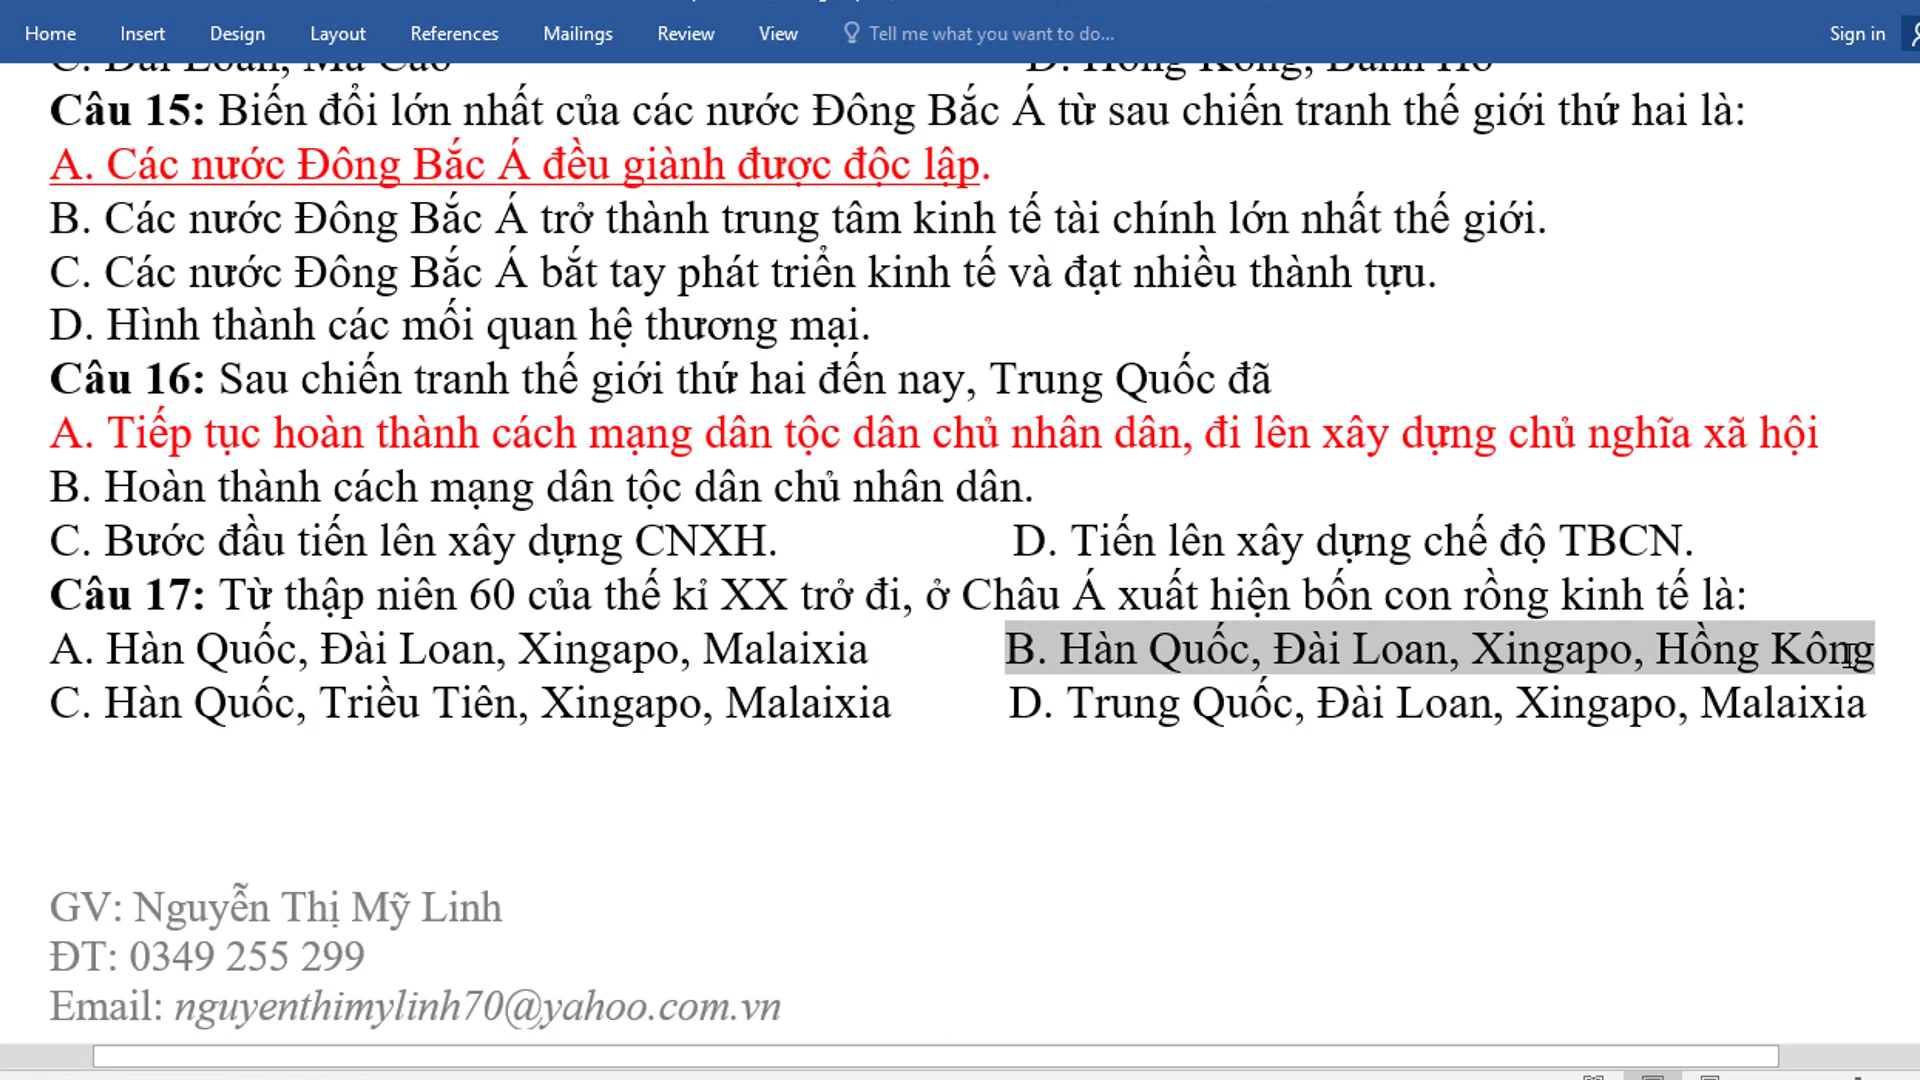 Home Insert Design Layout References Mailings Review View Tell me what you want to do... Sign in
C. Đài Loan, Ma Cao D. Hồng Kông, Bành Hồ
Câu 15: Biến đổi lớn nhất của các nước Đông Bắc Á từ sau chiến tranh thế giới thứ hai là:
A. Các nước Đông Bắc Á đều giành được độc lập.
B. Các nước Đông Bắc Á trở thành trung tâm kinh tế tài chính lớn nhất thế giới.
C. Các nước Đông Bắc Á bắt tay phát triển kinh tế và đạt nhiều thành tựu.
D. Hình thành các mối quan hệ thương mại.
Câu 16: Sau chiến tranh thế giới thứ hai đến nay, Trung Quốc đã
A. Tiếp tục hoàn thành cách mạng dân tộc dân chủ nhân dân, đi lên xây dựng chủ nghĩa xã hội
B. Hoàn thành cách mạng dân tộc dân chủ nhân dân.
C. Bước đầu tiến lên xây dựng CNXH. D. Tiến lên xây dựng chế độ TBCN.
Câu 17: Từ thập niên 60 của thế kỉ XX trở đi, ở Châu Á xuất hiện bốn con rồng kinh tế là:
A. Hàn Quốc, Đài Loan, Xingapo, Malaixia B. Hàn Quốc, Đài Loan, Xingapo, Hồng Kông
C. Hàn Quốc, Triều Tiên, Xingapo, Malaixia D. Trung Quốc, Đài Loan, Xingapo, Malaixia
GV: Nguyễn Thị Mỹ Linh
ĐT: 0349 255 299
Email: nguyenthimylinh70@yahoo.com.vn